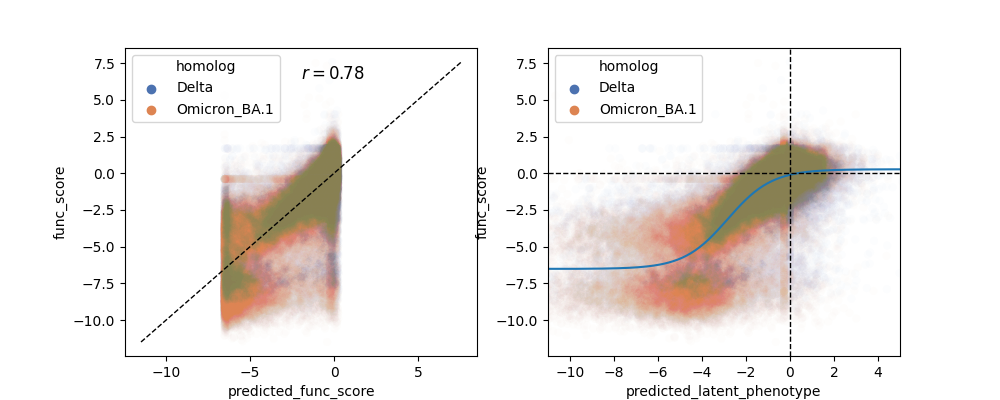 homolog
Delta
Omicron_BA.1
r = 0.78
7.5
5.0
2.5
0.0
−2.5
−5.0
−7.5
−10.0
func_score
−10
−5
0
5
predicted_func_score
homolog
Delta
Omicron_BA.1
7.5
5.0
2.5
0.0
−2.5
−5.0
−7.5
−10.0
func_score
−10
−8
−6
−4
−2
0
2
4
predicted_latent_phenotype